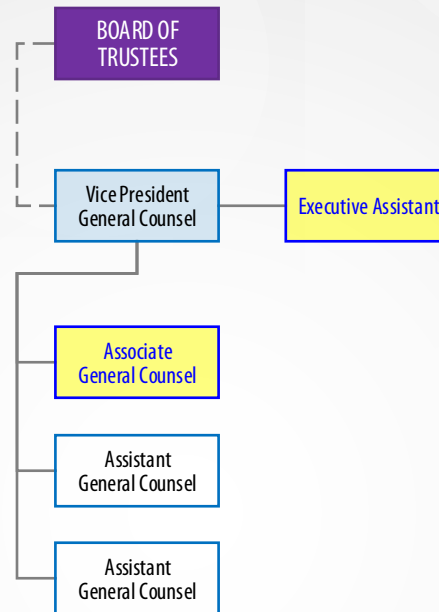 BOARD OF
TRUSTEES
Vice President
General Counsel
Executive Assistant
Associate
General Counsel
Assistant
General Counsel
Assistant
General Counsel